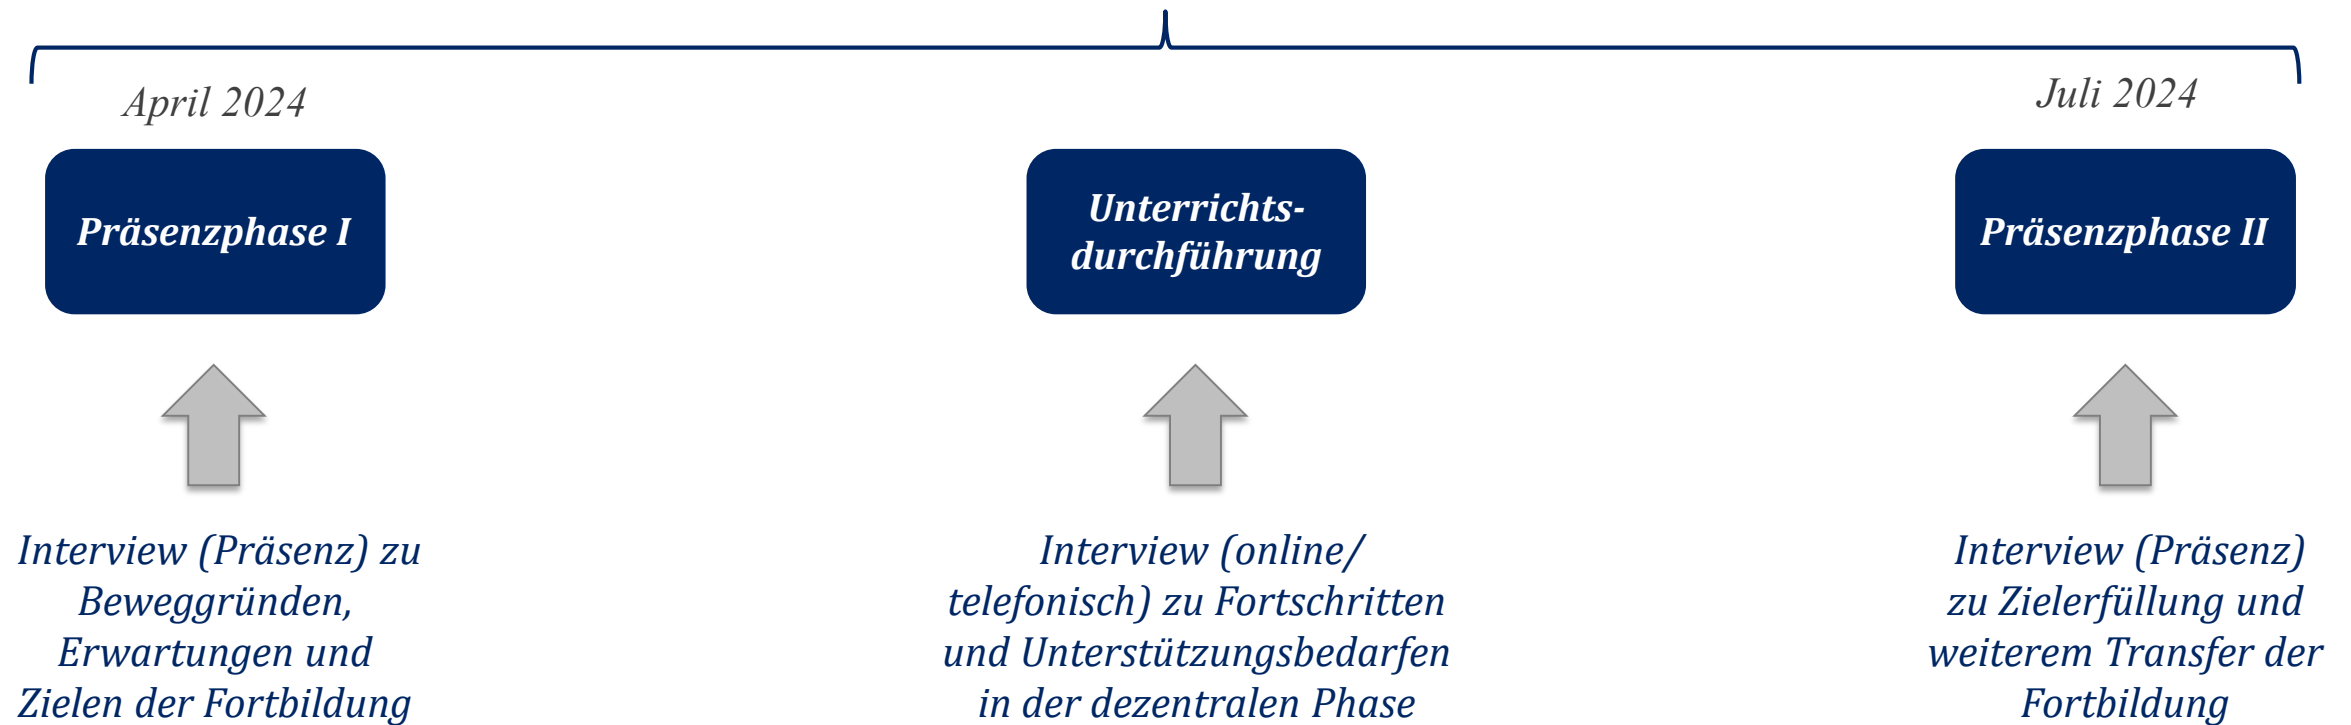 April 2024
Juli 2024
Präsenzphase I
Unterrichts-
durchführung
Präsenzphase II
Interview (Präsenz) zu
Beweggründen,
Erwartungen und
Zielen der Fortbildung
Interview (online/
telefonisch) zu Fortschritten
und Unterstützungsbedarfen
in der dezentralen Phase
Interview (Präsenz)
zu Zielerfüllung und
weiterem Transfer der
Fortbildung